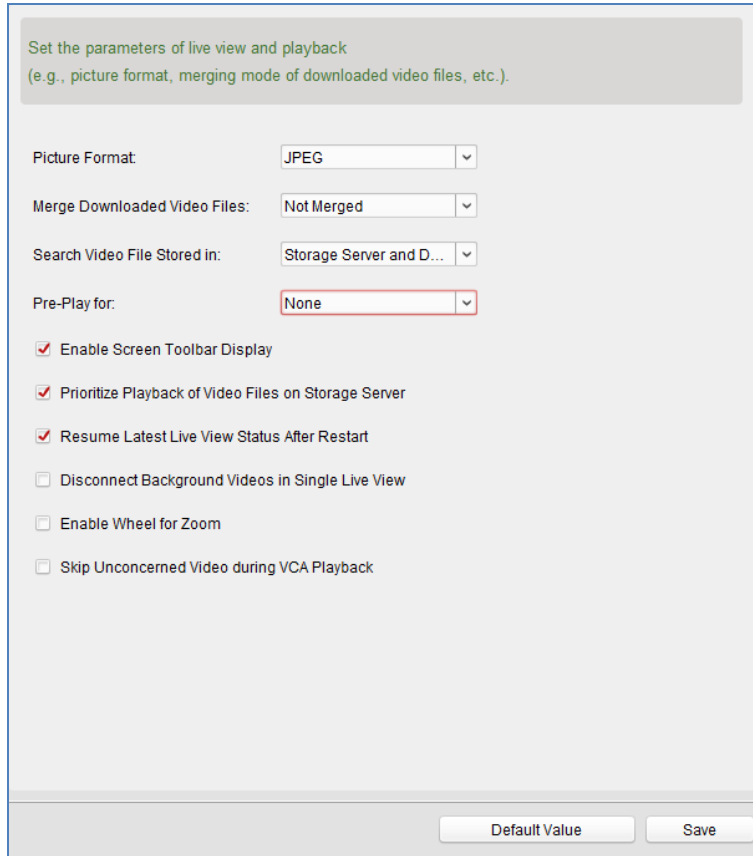 Set the parameters of live view and playback
(e.g., picture format, merging mode of downloaded video files, etc.).
Picture Format: JPEG
Merge Downloaded Video Files: Not Merged
Search Video File Stored in: Storage Server and D...
Pre-Play for: None
Enable Screen Toolbar Display
Prioritize Playback of Video Files on Storage Server
Resume Latest Live View Status After Restart
Disconnect Background Videos in Single Live View
Enable Wheel for Zoom
Skip Unconcerned Video during VCA Playback
Default Value Save